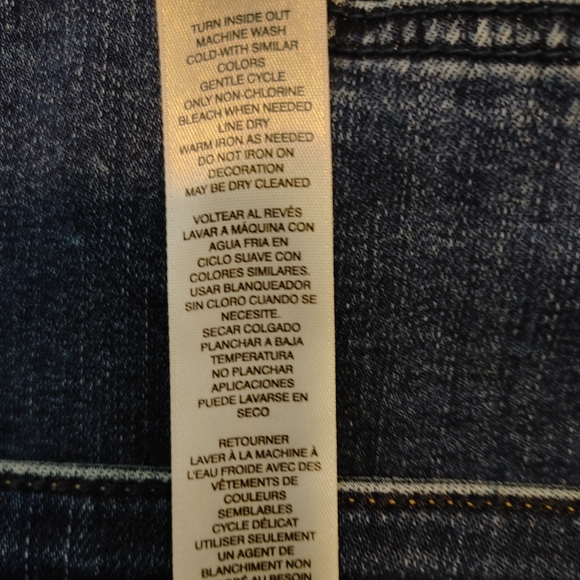 TURN INSIDE OUT
MACHINE WASH
COLD-WITH SIMILAR
COLORS
GENTLE CYCLE
ONLY NON-CHLORINE
BLEACH WHEN NEEDED
LINE DRY
WARM IRON AS NEEDED
DO NOT IRON ON
DECORATION
MAY BE DRY CLEANED
VOLTEAR AL REVÉS
LAVAR A MÁQUINA CON
AGUA FRIA EN
CICLO SUAVE CON
COLORES SIMILARES.
USAR BLANQUEADOR
SIN CLORO CUANDO SE
NECESITE.
SECAR COLGADO
PLANCHAR A BAJA
TEMPERATURA
NO PLANCHAR
APLICACIONES
PUEDE LAVARSE EN
SECO
RETOURNER
LAVER À LA MACHINE À
L'EAU FROIDE AVEC DES
VÊTEMENTS DE
COULEURS
SEMBLABLES
CYCLE DÉLICAT
UTILISER SEULEMENT
UN AGENT DE
BLANCHIMENT NON
AU BESOIN